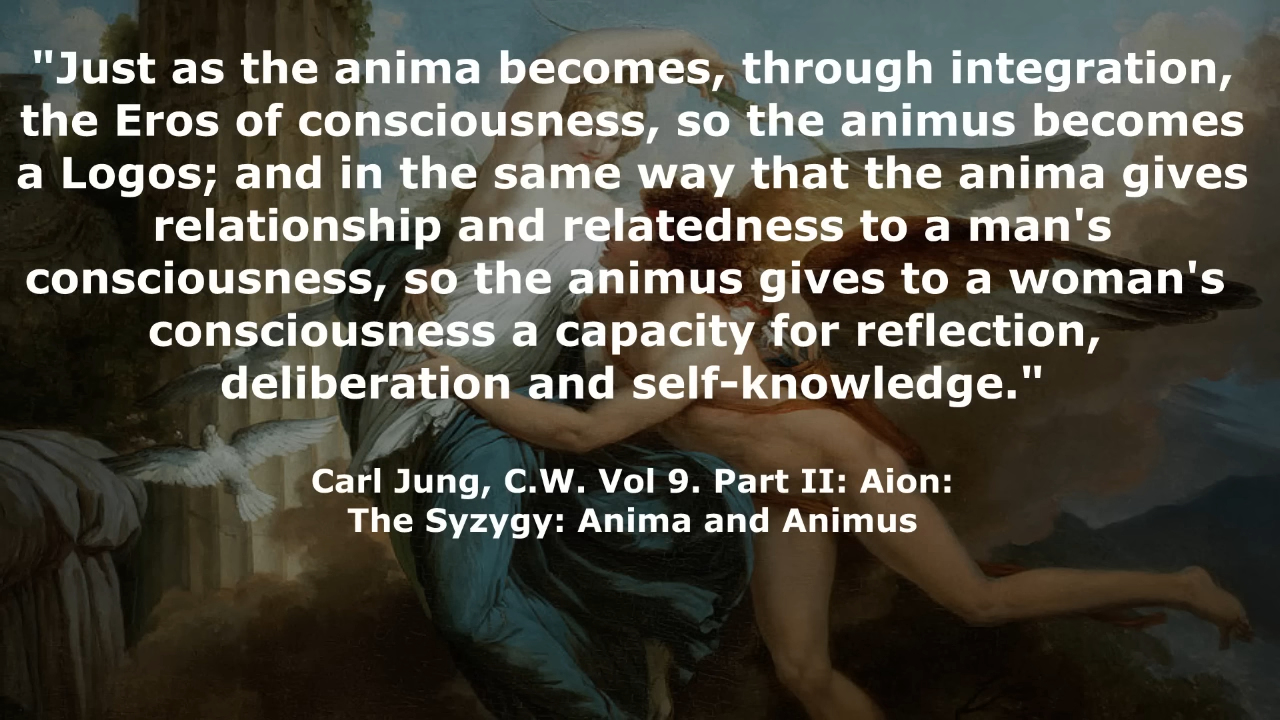 "Just as the anima becomes, through integration,
the Eros of consciousness, so the animus becomes
a Logos; and in the same way that the anima gives
relationship and relatedness to a man's
consciousness, so the animus gives to a woman's
consciousness a capacity for reflection,
deliberation and self-knowledge."
Carl Jung, C.W. Vol 9. Part II: Aion:
The Syzygy: Anima and Animus